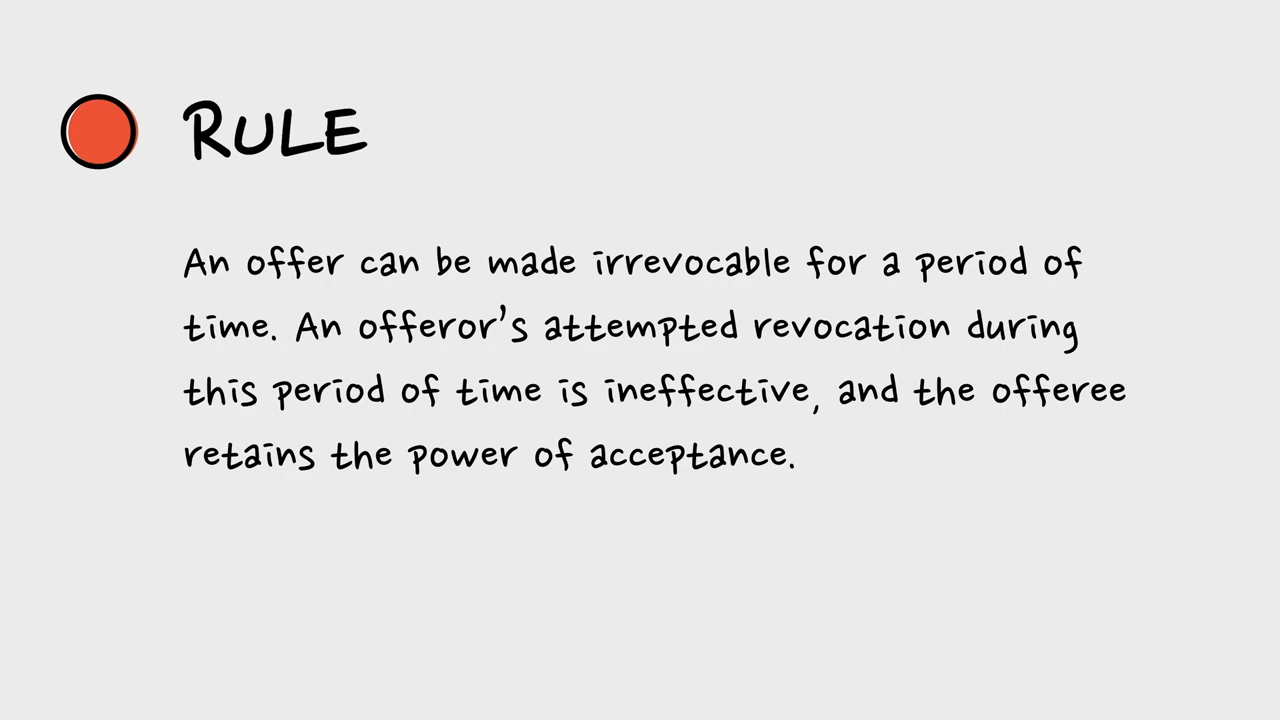 RULE
An offer can be made irrevocable for a period of
time. An offeror's attempted revocation during
this period of time is ineffective, and the offeree
retains the power of acceptance.